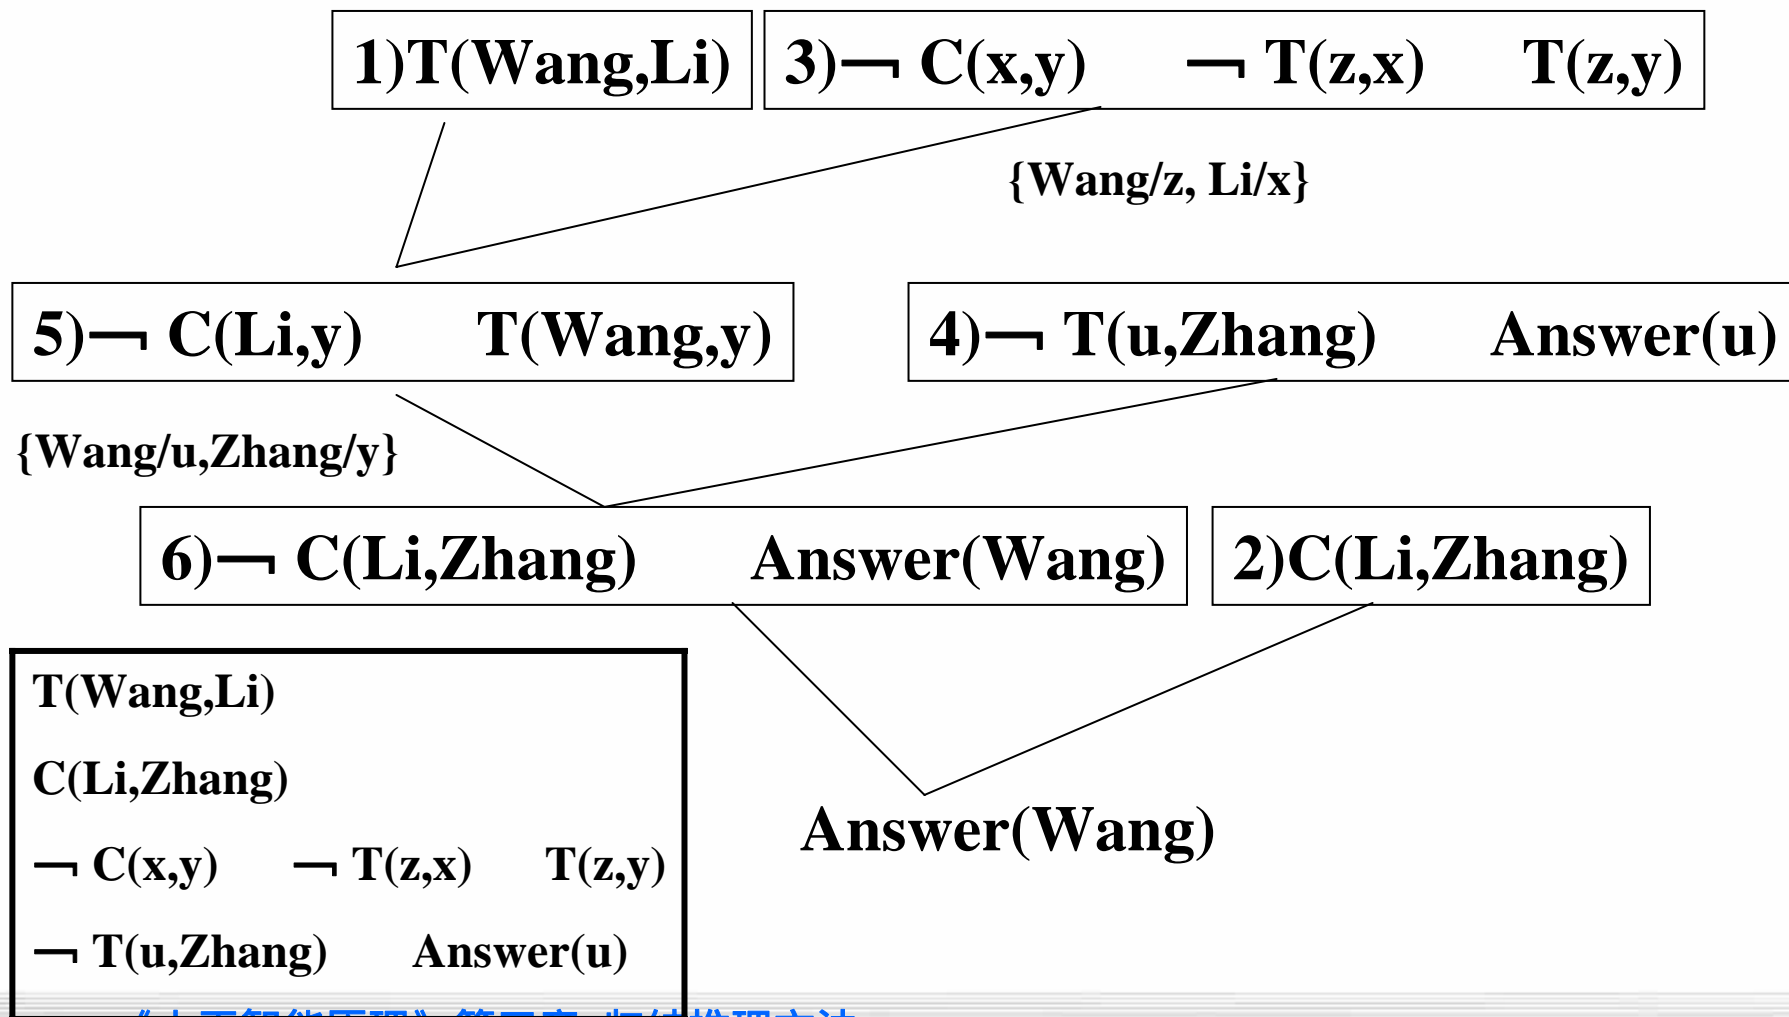 1)T(Wang,Li)
3)¬ C(x,y) ¬ T(z,x) T(z,y)
{Wang/z, Li/x}
5)¬ C(Li,y) T(Wang,y)
4)¬ T(u,Zhang) Answer(u)
{Wang/u,Zhang/y}
6)¬ C(Li,Zhang) Answer(Wang)
2)C(Li,Zhang)
T(Wang,Li)
C(Li,Zhang)
¬ C(x,y) ¬ T(z,x) T(z,y)
¬ T(u,Zhang) Answer(u)
Answer(Wang)